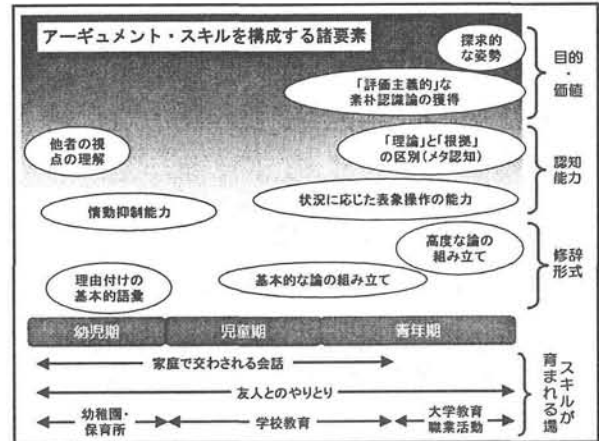 アーギュメント・スキルを構成する諸要素
探求的
な姿勢
「評価主義的」な
素朴認識論の獲得
目的
・
価値
他者の視
点の理解
「理論」と「根拠」
の区別(メタ認知)
状況に応じた表象操作の能力
情動抑制能力
認知
能力
高度な論の
組み立て
理由付けの
基本的語彙
基本的な論の組み立て
修辞
形式
幼児期
児童期
青年期
家庭で交わされる会話
友人とのやりとり
幼稚園・
保育所
学校教育
大学教育
職業活動
スキルが
育まれる場